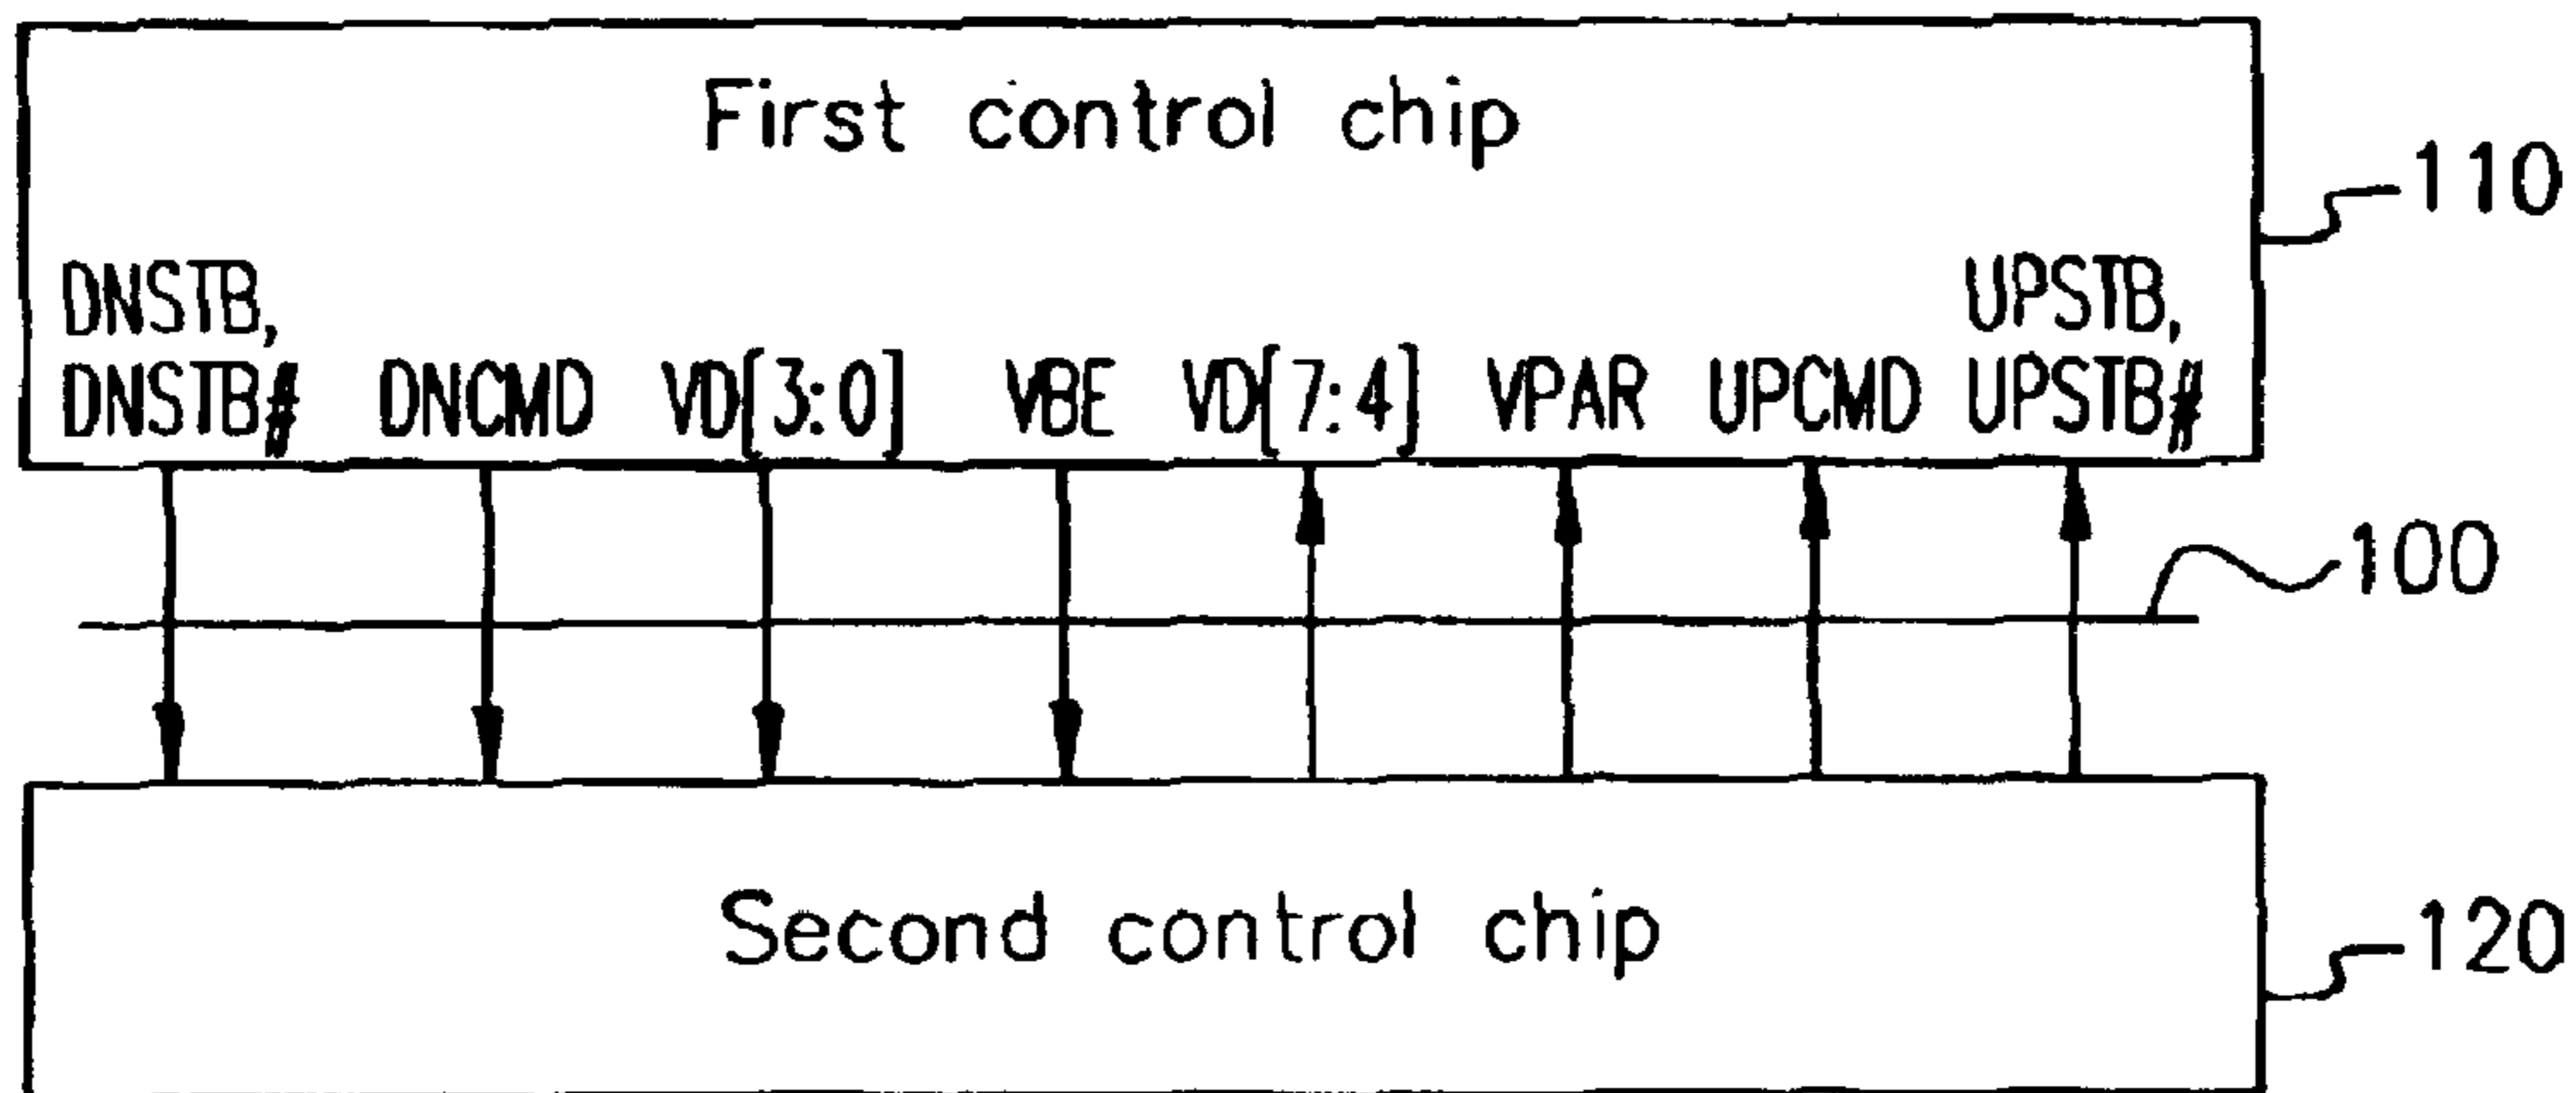 First control chip
110
DNSTB,
UPSTB,
DNSTB# DNCMD VD[3:0] VBE VD[7:4] VPAR UPCMD UPSTB#
100
Second control chip
120